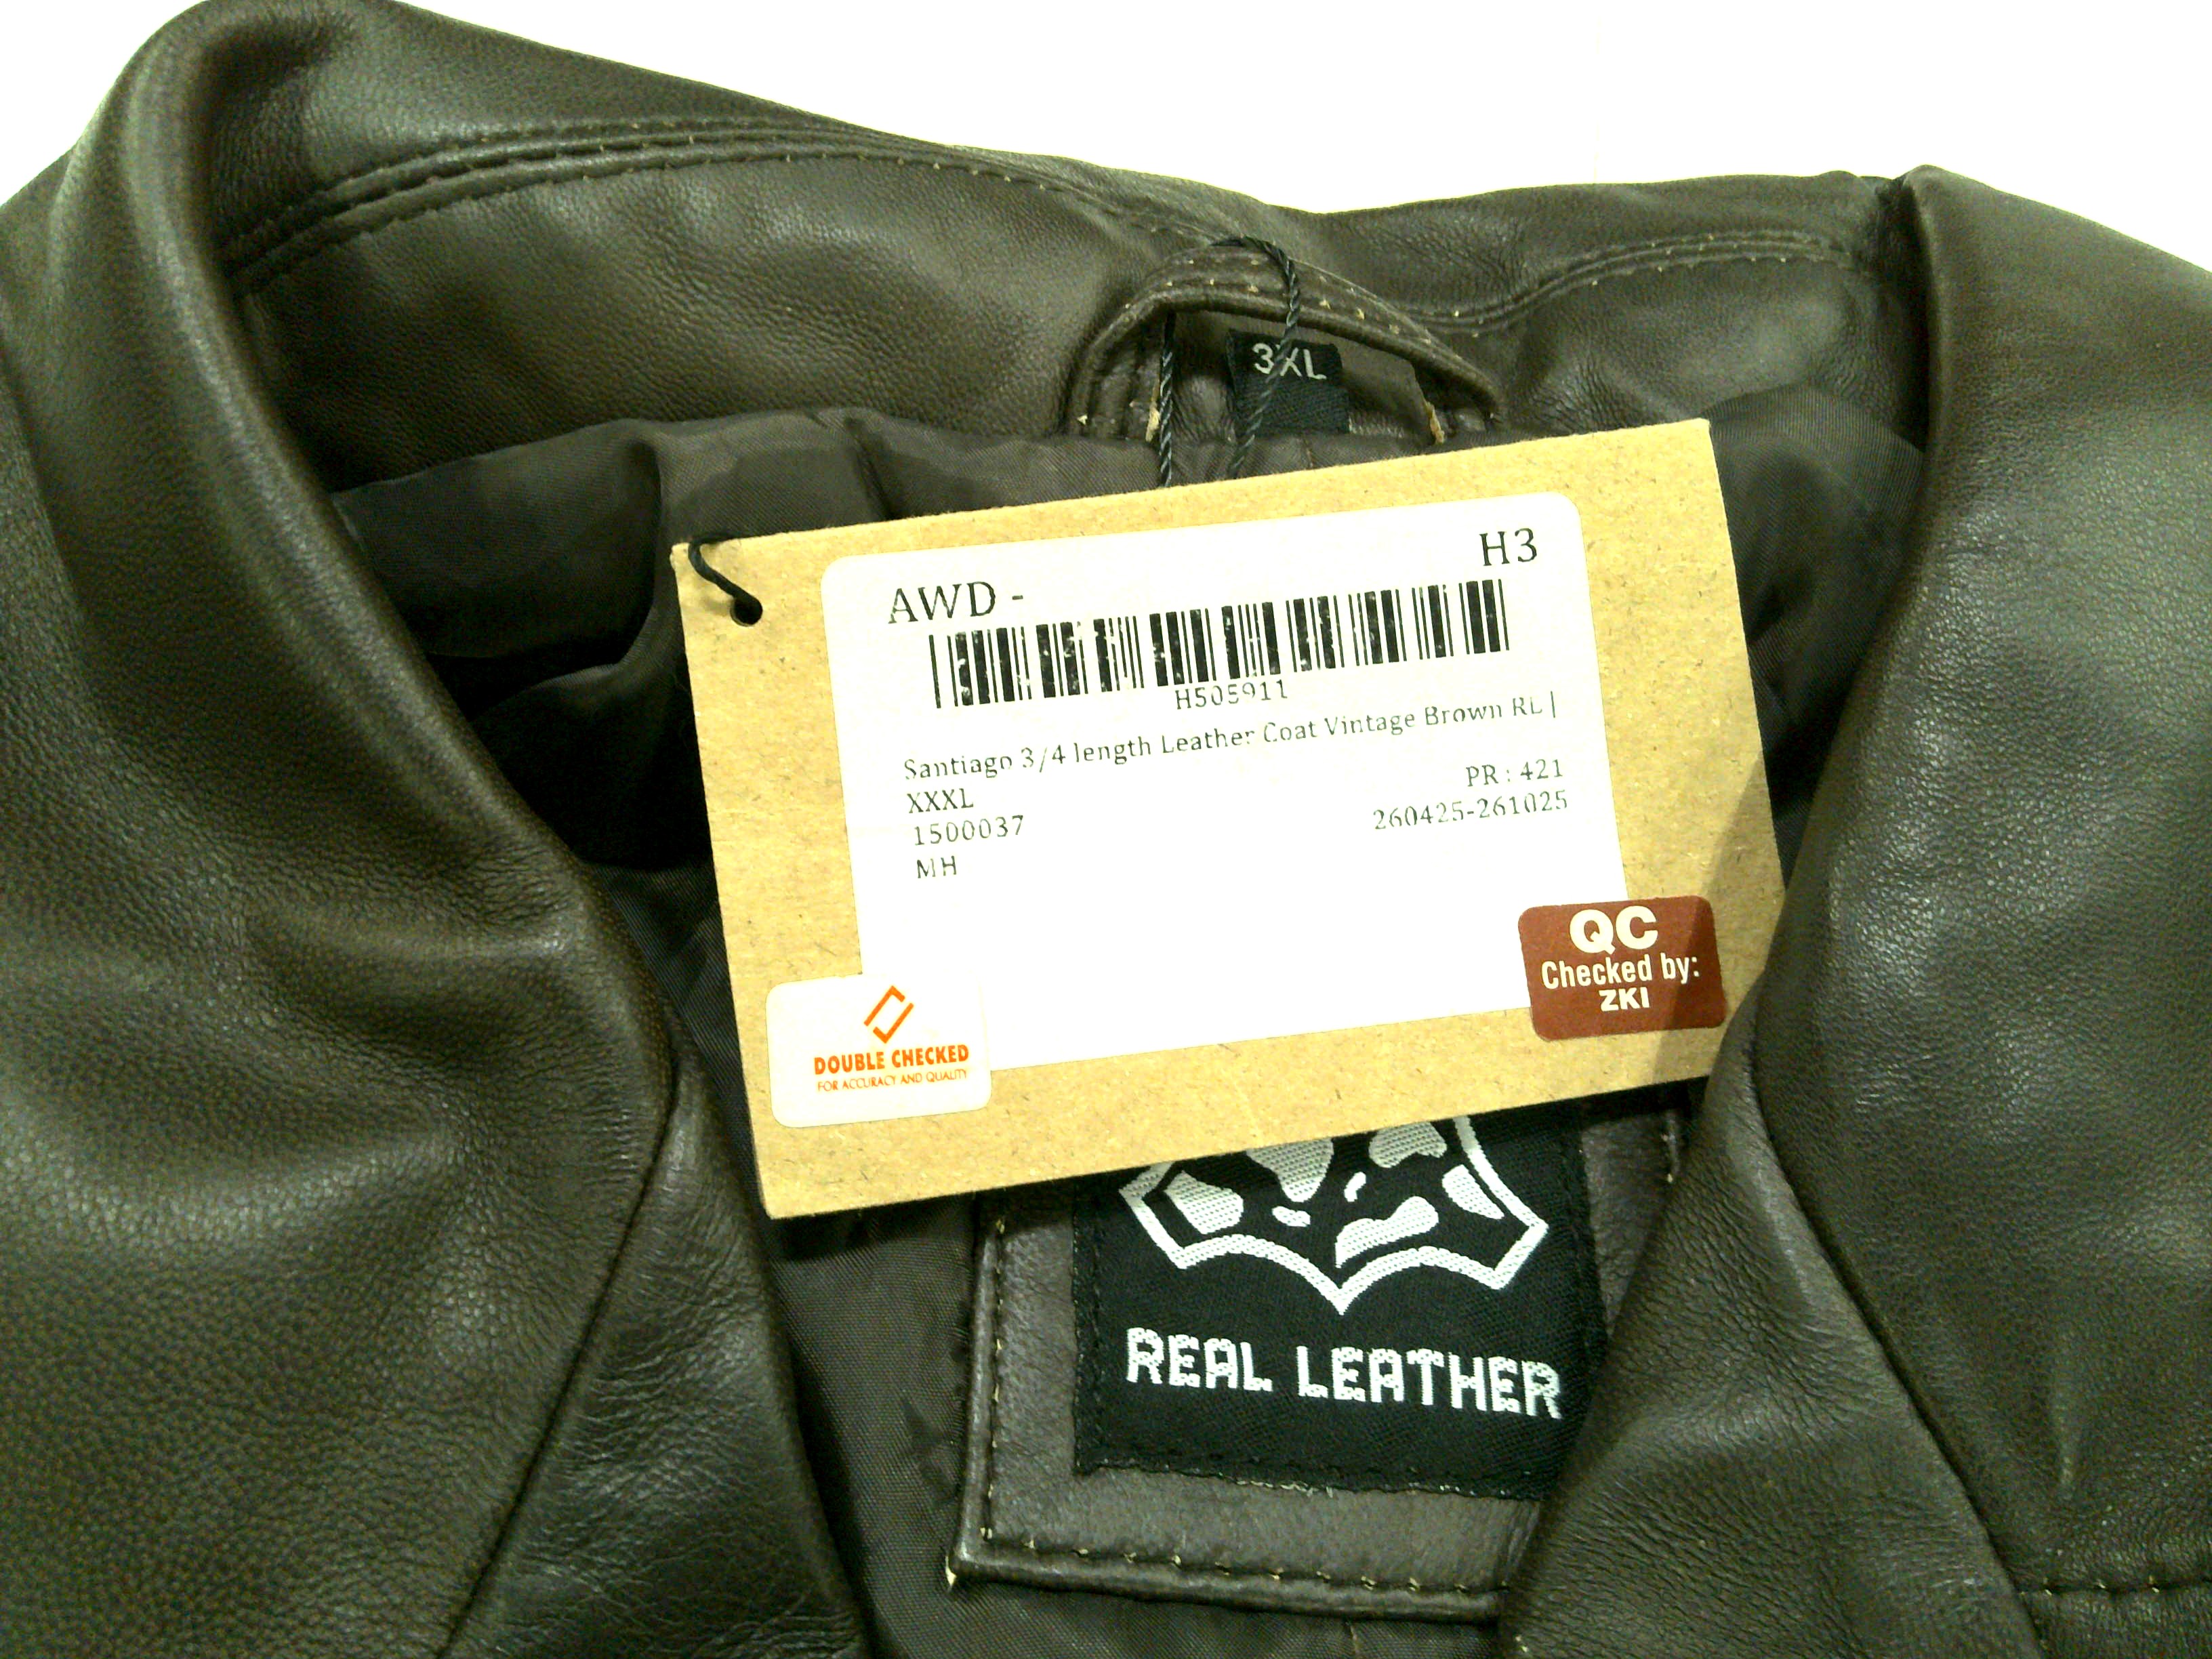 3XL
H3
AWD -
H505911
Santiago 3/4 length Leather Coat Vintage Brown RL |
XXXL
PR : 421
1500037
260425-261025
MH
QC
Checked by:
ZKI
DOUBLE CHECKED
FOR ACCURACY AND QUALITY
REAL LEATHER